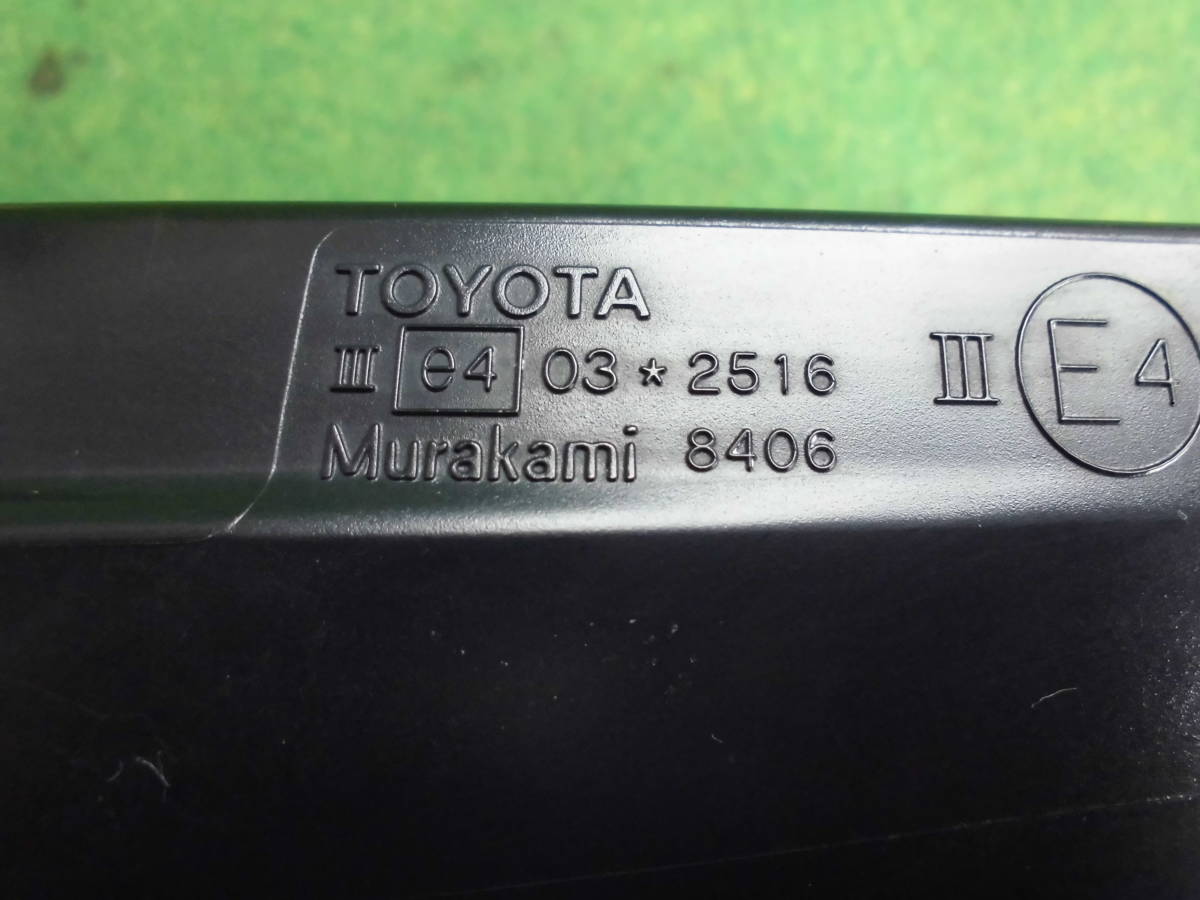 TOYOTA
III e4 03*2516
III E4
Murakami 8406